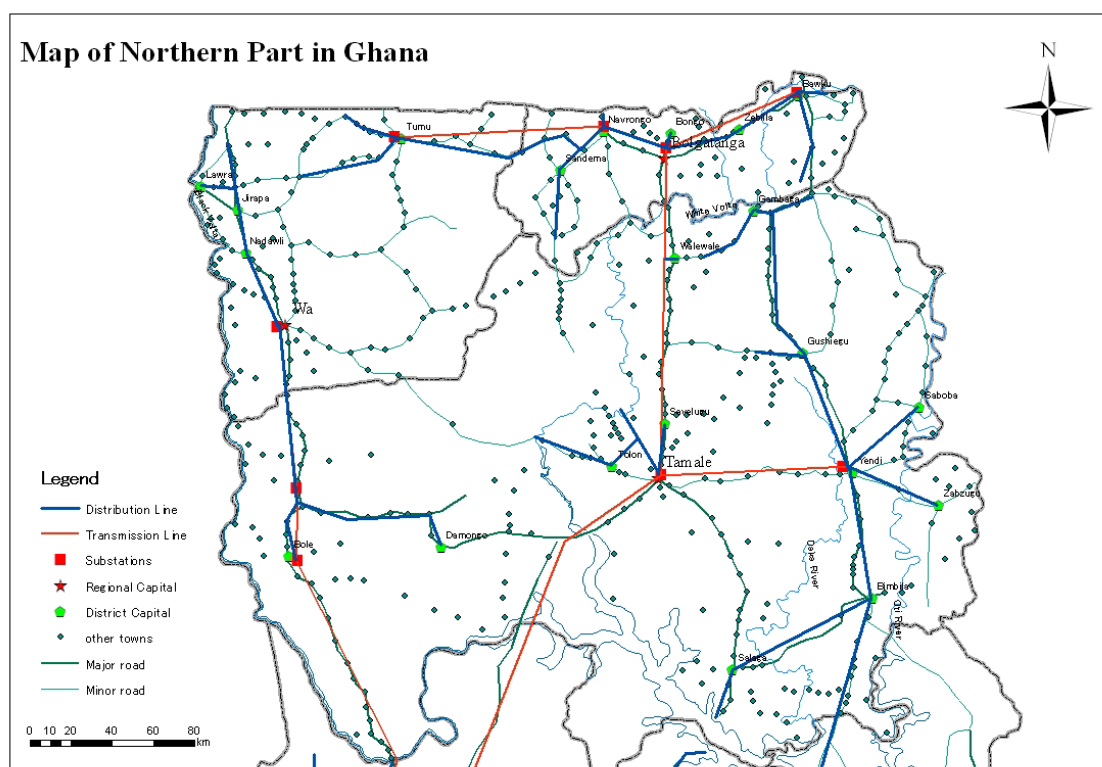 Map of Northern Part in Ghana
N
Bawku
Navrongo
Bongo
Zebilla
Tumu
Bolgatanga
Sandema
Lawra
Black Volta
Jirapa
White Volta
Gambaga
Nadawli
Walewale
Wa
Gushiegu
Saboba
Savelugu
Tolon
Tamale
Yendi
Zabzugu
Damongo
Bole
Daka River
Bimbila
Oti River
Salaga
Legend
Distribution Line
Transmission Line
Substations
Regional Capital
District Capital
other towns
Major road
Minor road
0 10 20 40 60 80
km